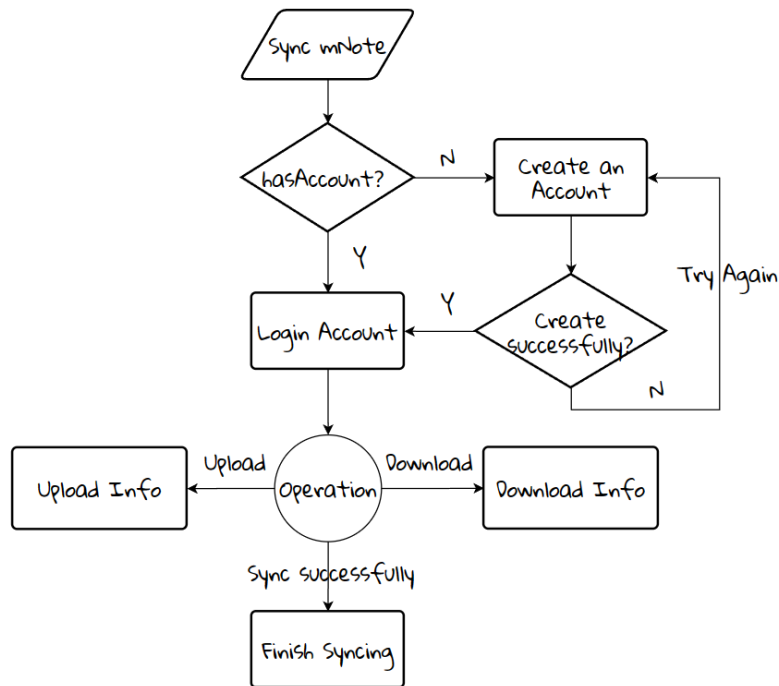 Sync mNote
hasAccount?
N
Create an
Account
Y
Try Again
Login Account
Y
Create
successfully?
N
Upload Info
Upload
Operation
Download
Download Info
Sync successfully
Finish Syncing